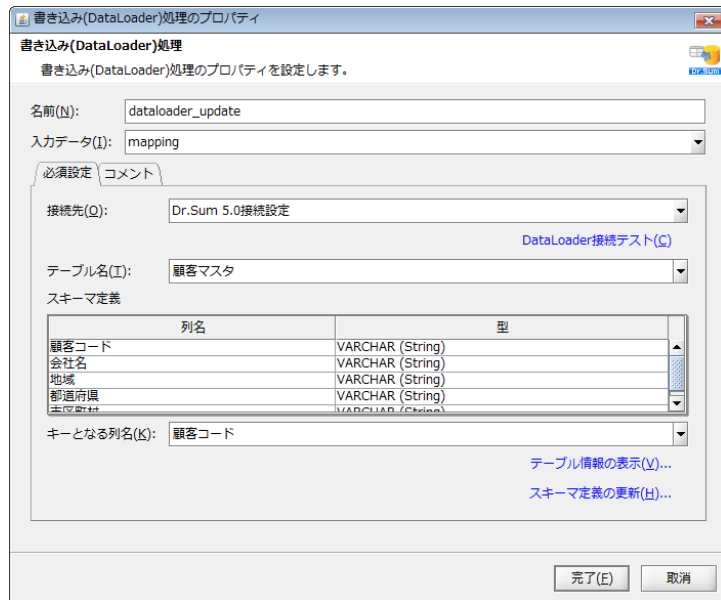 書き込み(DataLoader)処理のプロパティ
書き込み(DataLoader)処理
書き込み(DataLoader)処理のプロパティを設定します。
Dr.Sum
名前(N): dataloader_update
入力データ(I): mapping
必須設定 コメント
接続先(O): Dr.Sum 5.0接続設定
DataLoader接続テスト(C)
テーブル名(T): 顧客マスタ
スキーマ定義
列名 型
顧客コード VARCHAR (String)
会社名 VARCHAR (String)
地域 VARCHAR (String)
都道府県 VARCHAR (String)
市区町村 VARCHAR (String)
キーとなる列名(K): 顧客コード
テーブル情報の表示(V)...
スキーマ定義の更新(H)...
完了(F) 取消